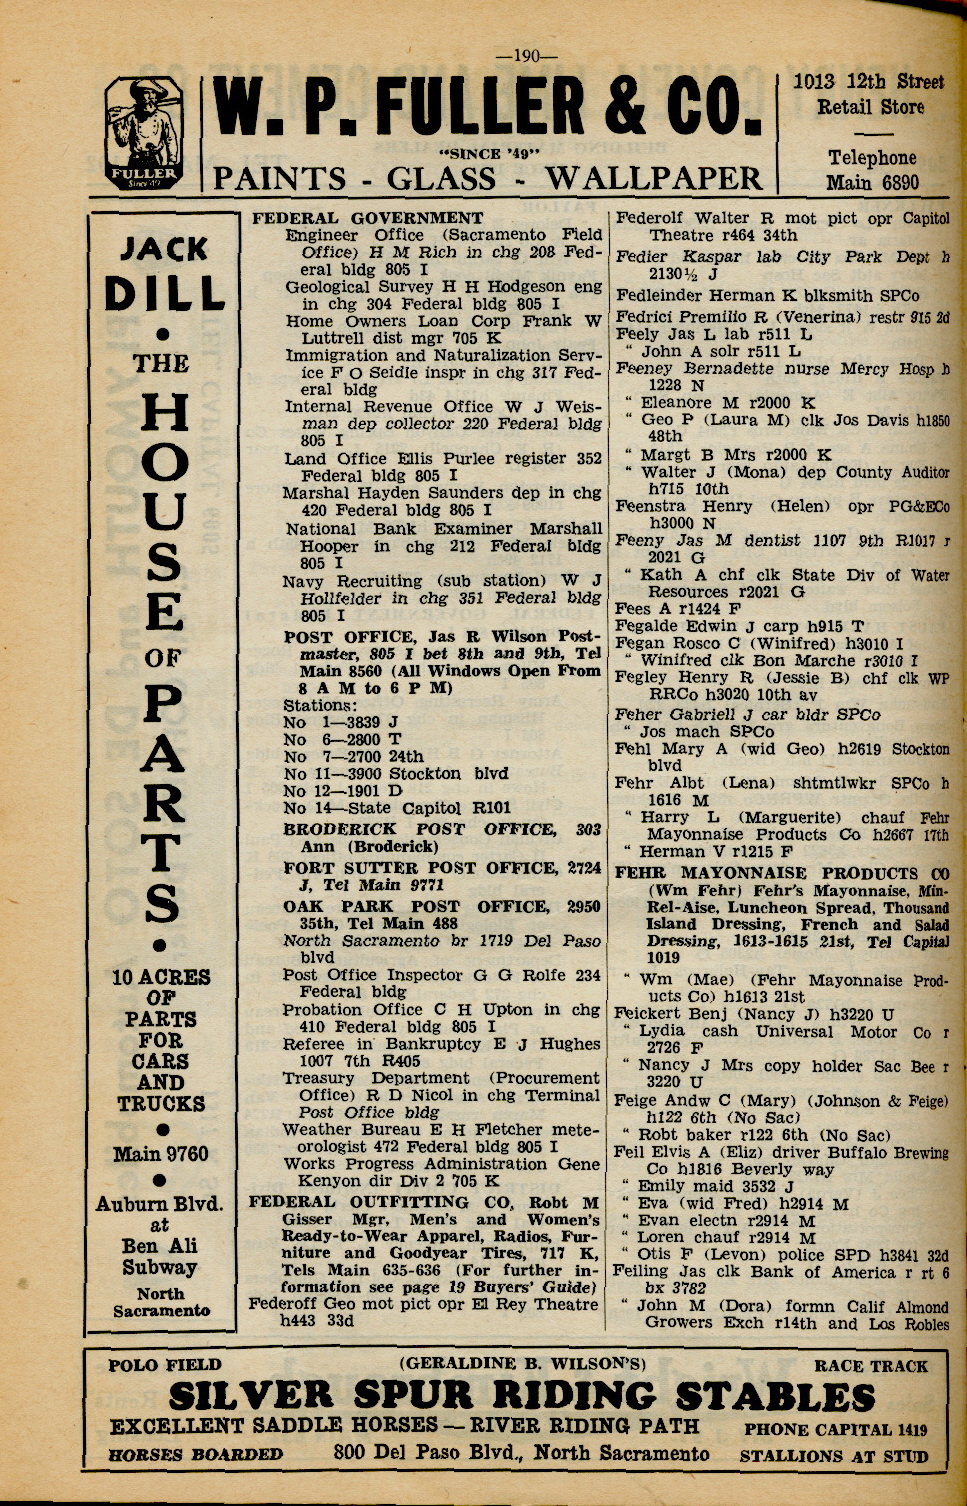 —190—
FULLER
Since '49
W. P. FULLER & CO.
"SINCE '49"
PAINTS - GLASS - WALLPAPER
1013 12th Street
Retail Store
Telephone
Main 6890
JACK
DILL
•
THE
HOUSE
OF
PARTS
•
10 ACRES
OF
PARTS
FOR
CARS
AND
TRUCKS
•
Main 9760
•
Auburn Blvd.
at
Ben Ali
Subway
North
Sacramento
FEDERAL GOVERNMENT
Engineer Office (Sacramento Field
Office) H M Rich in chg 208 Fed-
eral bldg 805 I
Geological Survey H H Hodgeson eng
in chg 304 Federal bldg 805 I
Home Owners Loan Corp Frank W
Luttrell dist mgr 705 K
Immigration and Naturalization Serv-
ice F O Seidle inspr in chg 317 Fed-
eral bldg
Internal Revenue Office W J Weis-
man dep collector 220 Federal bldg
805 I
Land Office Ellis Purlee register 352
Federal bldg 805 I
Marshal Hayden Saunders dep in chg
420 Federal bldg 805 I
National Bank Examiner Marshall
Hooper in chg 212 Federal bldg
805 I
Navy Recruiting (sub station) W J
Hollfelder in chg 351 Federal bldg
805 I
POST OFFICE, Jas R Wilson Post-
master, 805 I bet 8th and 9th, Tel
Main 8560 (All Windows Open From
8 A M to 6 P M)
Stations:
No 1—3839 J
No 6—2800 T
No 7—2700 24th
No 11—3900 Stockton blvd
No 12—1901 D
No 14—State Capitol R101
BRODERICK POST OFFICE, 303
Ann (Broderick)
FORT SUTTER POST OFFICE, 2724
J, Tel Main 9771
OAK PARK POST OFFICE, 2950
35th, Tel Main 488
North Sacramento br 1719 Del Paso
blvd
Post Office Inspector G G Rolfe 234
Federal bldg
Probation Office C H Upton in chg
410 Federal bldg 805 I
Referee in Bankruptcy E J Hughes
1007 7th R405
Treasury Department (Procurement
Office) R D Nicol in chg Terminal
Post Office bldg
Weather Bureau E H Fletcher mete-
orologist 472 Federal bldg 805 I
Works Progress Administration Gene
Kenyon dir Div 2 705 K
FEDERAL OUTFITTING CO, Robt M
Gisser Mgr, Men's and Women's
Ready-to-Wear Apparel, Radios, Fur-
niture and Goodyear Tires, 717 K,
Tels Main 635-636 (For further in-
formation see page 19 Buyers' Guide)
Federoff Geo mot pict opr El Rey Theatre
h443 33d
Federolf Walter R mot pict opr Capitol
Theatre r464 34th
Fedier Kaspar lab City Park Dept h
2130½ J
Fedleinder Herman K blksmith SPCo
Fedrici Premilio R (Venerina) restr 915 2d
Feely Jas L lab r511 L
" John A solr r511 L
Feeney Bernadette nurse Mercy Hosp h
1228 N
" Eleanore M r2000 K
" Geo P (Laura M) clk Jos Davis h1850
48th
" Margt B Mrs r2000 K
" Walter J (Mona) dep County Auditor
h715 10th
Feenstra Henry (Helen) opr PG&ECo
h3000 N
Feeny Jas M dentist 1107 9th R1017 r
2021 G
" Kath A chf clk State Div of Water
Resources r2021 G
Fees A r1424 F
Fegalde Edwin J carp h915 T
Fegan Rosco C (Winifred) h3010 I
" Winifred clk Bon Marche r3010 I
Fegley Henry R (Jessie B) chf clk WP
RRCo h3020 10th av
Feher Gabriell J car bldr SPCo
" Jos mach SPCo
Fehl Mary A (wid Geo) h2619 Stockton
blvd
Fehr Albt (Lena) shtmtlwkr SPCo h
1616 M
" Harry L (Marguerite) chauf Fehr
Mayonnaise Products Co h2667 17th
" Herman V r1215 F
FEHR MAYONNAISE PRODUCTS CO
(Wm Fehr) Fehr's Mayonnaise, Min-
Rel-Aise, Luncheon Spread, Thousand
Island Dressing, French and Salad
Dressing, 1613-1615 21st, Tel Capital
1019
" Wm (Mae) (Fehr Mayonnaise Prod-
ucts Co) h1613 21st
Feickert Benj (Nancy J) h3220 U
" Lydia cash Universal Motor Co r
2726 F
" Nancy J Mrs copy holder Sac Bee r
3220 U
Feige Andw C (Mary) (Johnson & Feige)
h122 6th (No Sac)
" Robt baker r122 6th (No Sac)
Feil Elvis A (Eliz) driver Buffalo Brewing
Co h1816 Beverly way
" Emily maid 3532 J
" Eva (wid Fred) h2914 M
" Evan electn r2914 M
" Loren chauf r2914 M
" Otis F (Levon) police SPD h3841 32d
Feiling Jas clk Bank of America r rt 6
bx 3782
" John M (Dora) formn Calif Almond
Growers Exch r14th and Los Robles
POLO FIELD (GERALDINE B. WILSON'S) RACE TRACK
SILVER SPUR RIDING STABLES
EXCELLENT SADDLE HORSES — RIVER RIDING PATH PHONE CAPITAL 1419
HORSES BOARDED 800 Del Paso Blvd., North Sacramento STALLIONS AT STUD